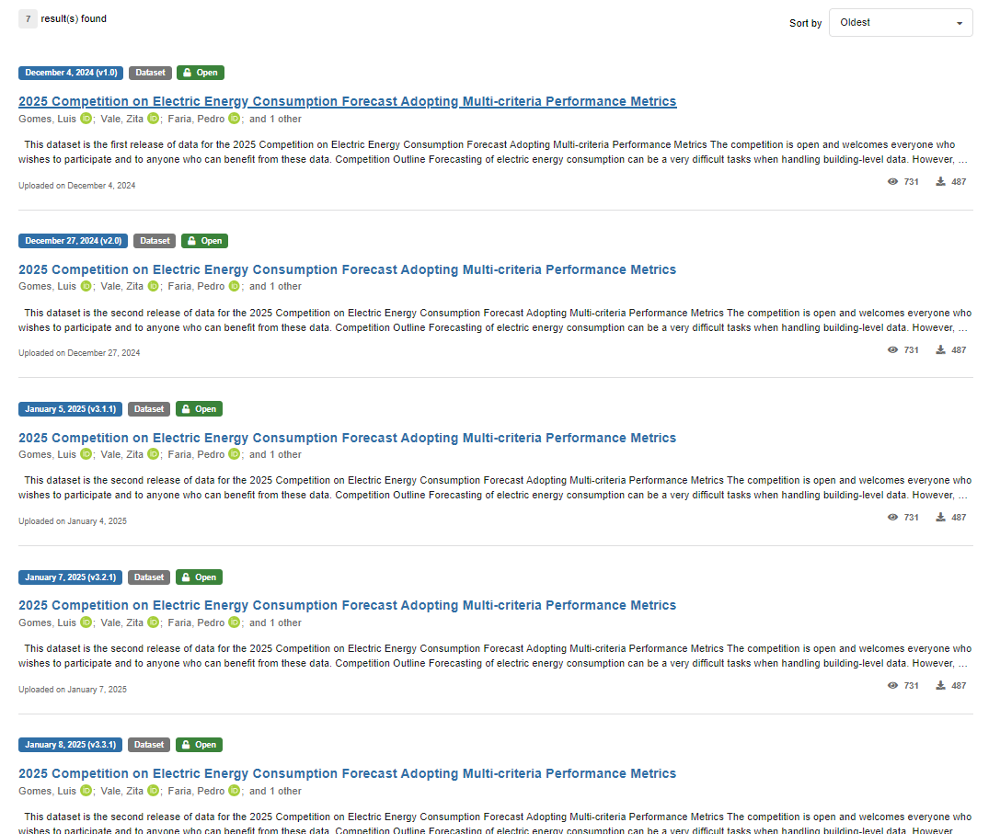 7 result(s) found
Sort by Oldest
December 4, 2024 (v1.0) Dataset Open
2025 Competition on Electric Energy Consumption Forecast Adopting Multi-criteria Performance Metrics
Gomes, Luis iD; Vale, Zita iD; Faria, Pedro iD; and 1 other
This dataset is the first release of data for the 2025 Competition on Electric Energy Consumption Forecast Adopting Multi-criteria Performance Metrics The competition is open and welcomes everyone who
wishes to participate and to anyone who can benefit from these data. Competition Outline Forecasting of electric energy consumption can be a very difficult tasks when handling building-level data. However, ...
Uploaded on December 4, 2024 731 487
December 27, 2024 (v2.0) Dataset Open
2025 Competition on Electric Energy Consumption Forecast Adopting Multi-criteria Performance Metrics
Gomes, Luis iD; Vale, Zita iD; Faria, Pedro iD; and 1 other
This dataset is the second release of data for the 2025 Competition on Electric Energy Consumption Forecast Adopting Multi-criteria Performance Metrics The competition is open and welcomes everyone who
wishes to participate and to anyone who can benefit from these data. Competition Outline Forecasting of electric energy consumption can be a very difficult tasks when handling building-level data. However, ...
Uploaded on December 27, 2024 731 487
January 5, 2025 (v3.1.1) Dataset Open
2025 Competition on Electric Energy Consumption Forecast Adopting Multi-criteria Performance Metrics
Gomes, Luis iD; Vale, Zita iD; Faria, Pedro iD; and 1 other
This dataset is the second release of data for the 2025 Competition on Electric Energy Consumption Forecast Adopting Multi-criteria Performance Metrics The competition is open and welcomes everyone who
wishes to participate and to anyone who can benefit from these data. Competition Outline Forecasting of electric energy consumption can be a very difficult tasks when handling building-level data. However, ...
Uploaded on January 4, 2025 731 487
January 7, 2025 (v3.2.1) Dataset Open
2025 Competition on Electric Energy Consumption Forecast Adopting Multi-criteria Performance Metrics
Gomes, Luis iD; Vale, Zita iD; Faria, Pedro iD; and 1 other
This dataset is the second release of data for the 2025 Competition on Electric Energy Consumption Forecast Adopting Multi-criteria Performance Metrics The competition is open and welcomes everyone who
wishes to participate and to anyone who can benefit from these data. Competition Outline Forecasting of electric energy consumption can be a very difficult tasks when handling building-level data. However, ...
Uploaded on January 7, 2025 731 487
January 8, 2025 (v3.3.1) Dataset Open
2025 Competition on Electric Energy Consumption Forecast Adopting Multi-criteria Performance Metrics
Gomes, Luis iD; Vale, Zita iD; Faria, Pedro iD; and 1 other
This dataset is the second release of data for the 2025 Competition on Electric Energy Consumption Forecast Adopting Multi-criteria Performance Metrics The competition is open and welcomes everyone who
wishes to participate and to anyone who can benefit from these data. Competition Outline Forecasting of electric energy consumption can be a very difficult tasks when handling building-level data. However